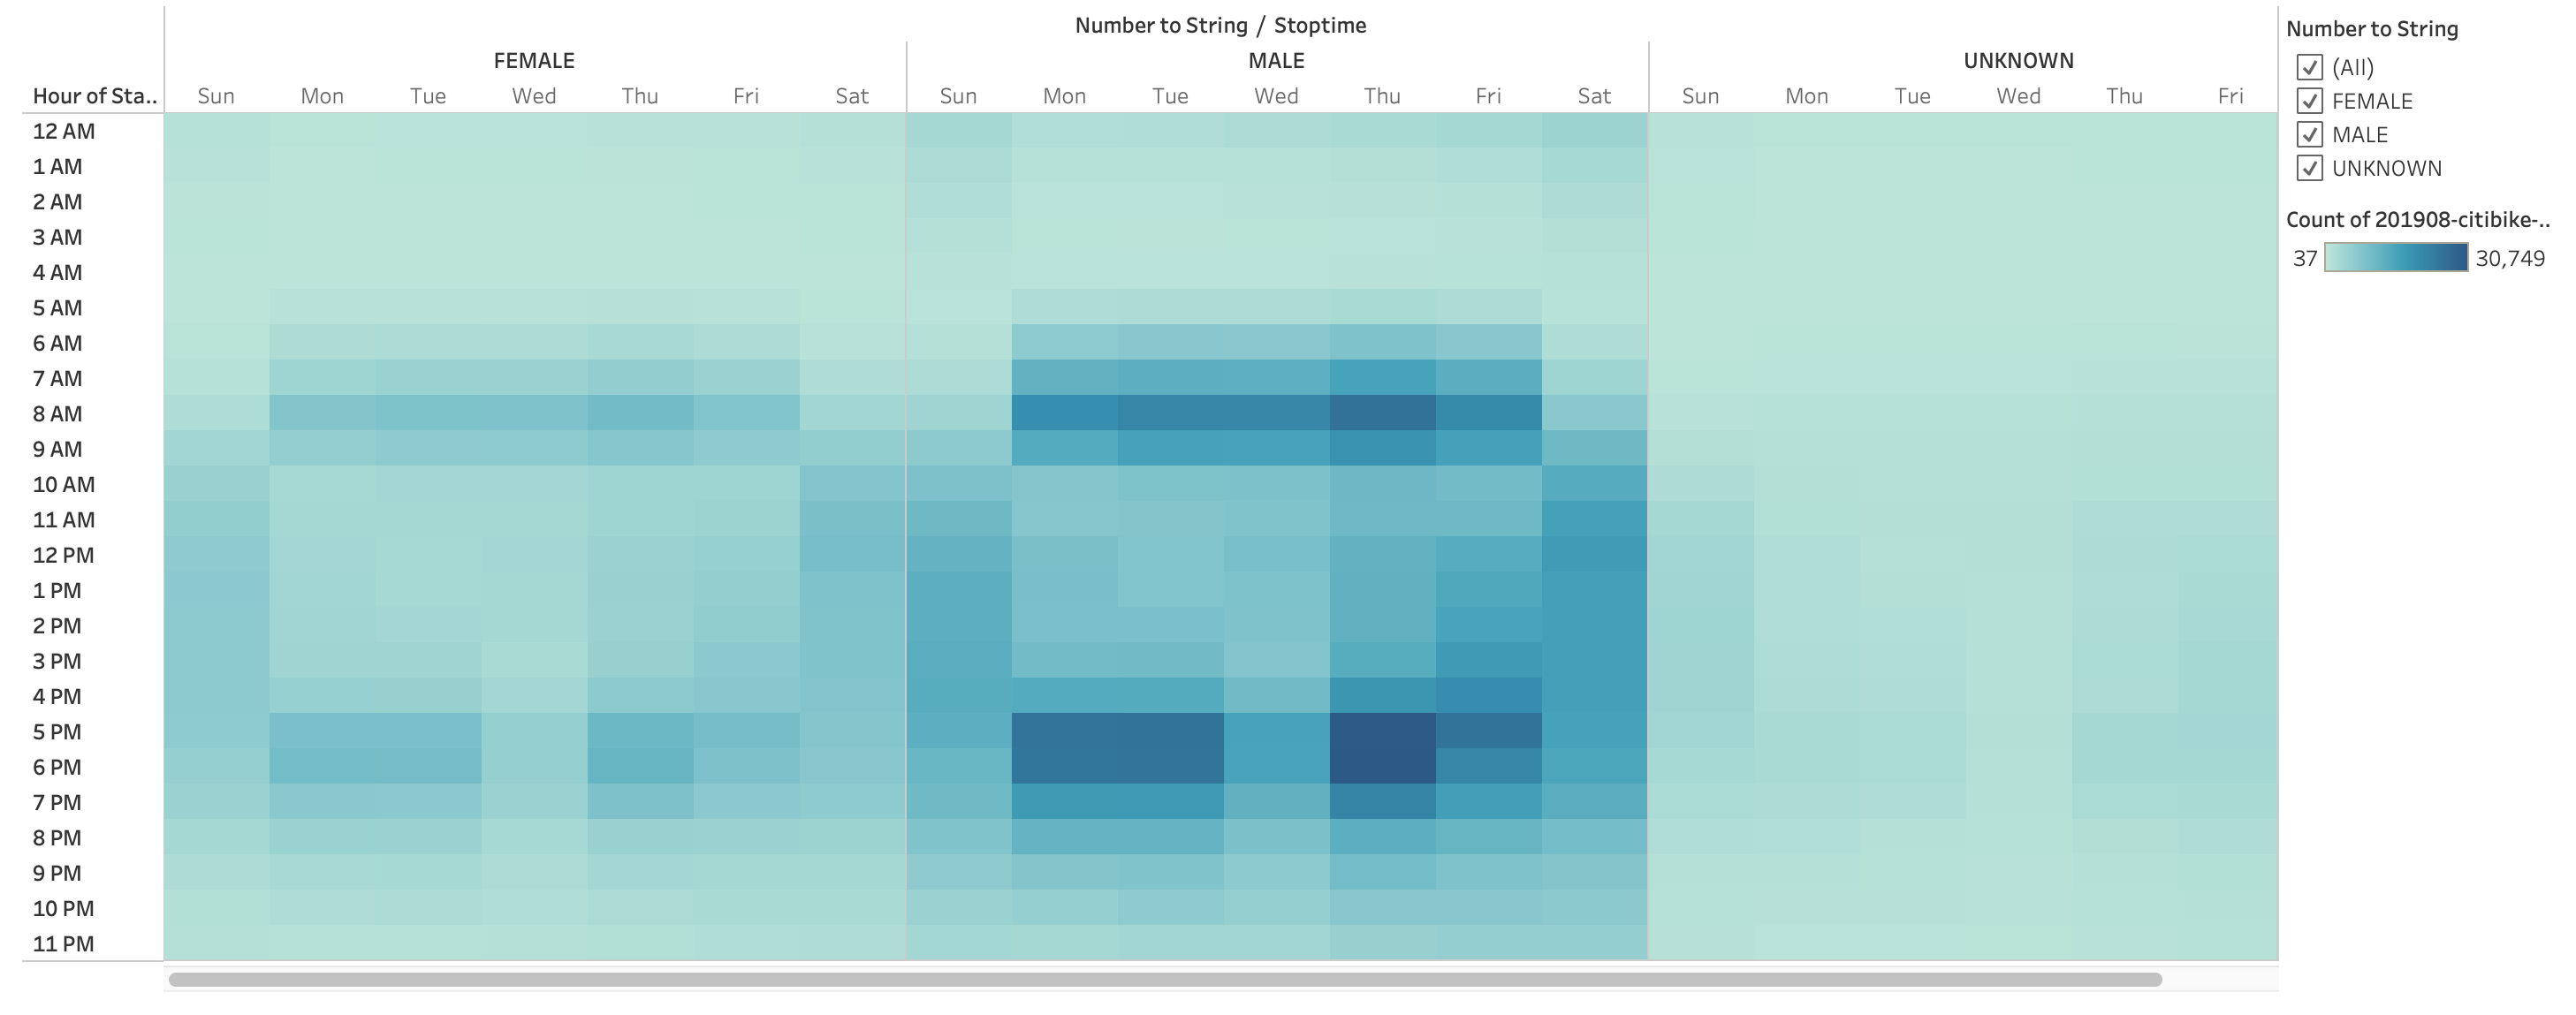 Number to String / Stoptime
FEMALE MALE UNKNOWN
Hour of Sta.. Sun Mon Tue Wed Thu Fri Sat Sun Mon Tue Wed Thu Fri Sat Sun Mon Tue Wed Thu Fri
12 AM
1 AM
2 AM
3 AM
4 AM
5 AM
6 AM
7 AM
8 AM
9 AM
10 AM
11 AM
12 PM
1 PM
2 PM
3 PM
4 PM
5 PM
6 PM
7 PM
8 PM
9 PM
10 PM
11 PM
Number to String
(All)
FEMALE
MALE
UNKNOWN
Count of 201908-citibike-..
37 30,749